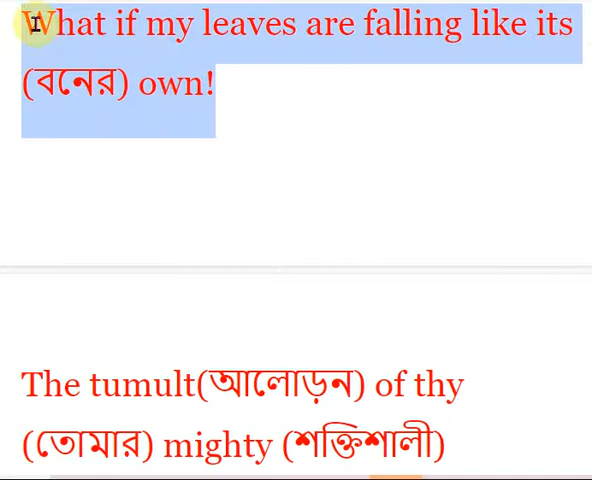 What if my leaves are falling like its
(বনের) own!
The tumult(আলোড়ন) of thy
(তোমার) mighty (শক্তিশালী)